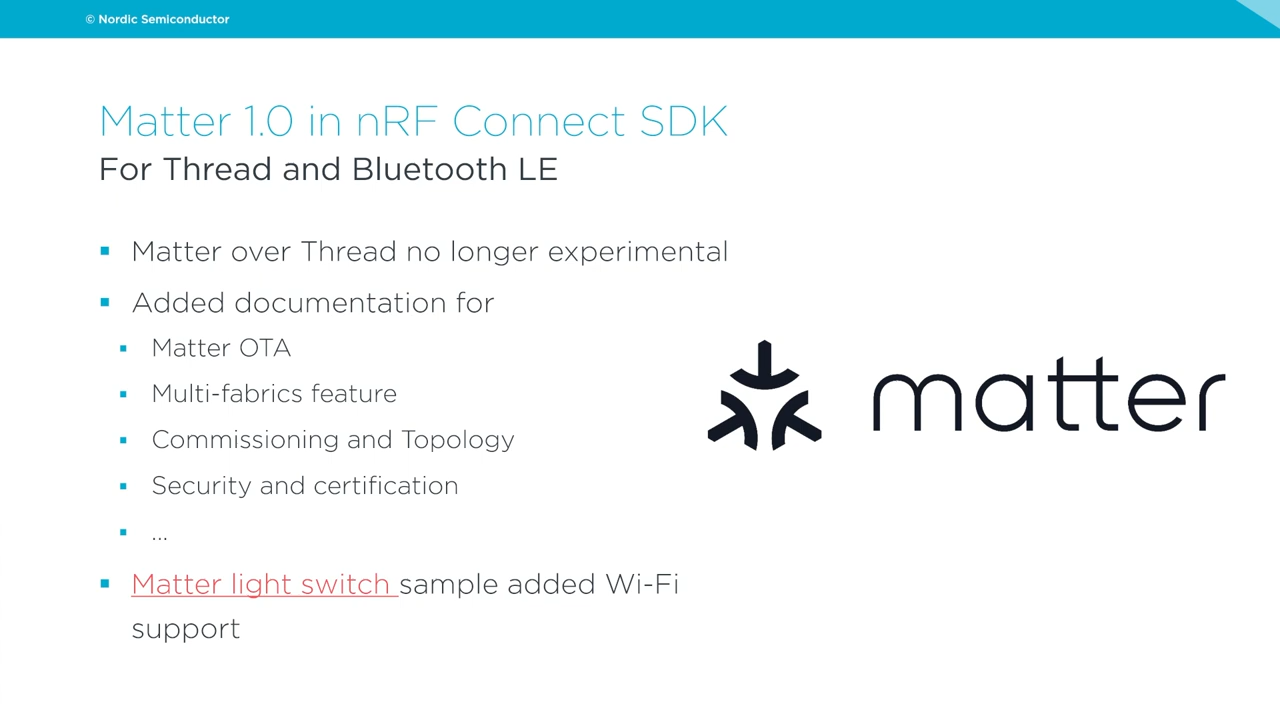 © Nordic Semiconductor
Matter 1.0 in nRF Connect SDK
For Thread and Bluetooth LE
Matter over Thread no longer experimental
Added documentation for
Matter OTA
Multi-fabrics feature
Commissioning and Topology
Security and certification
...
Matter light switch sample added Wi-Fi
support
matter